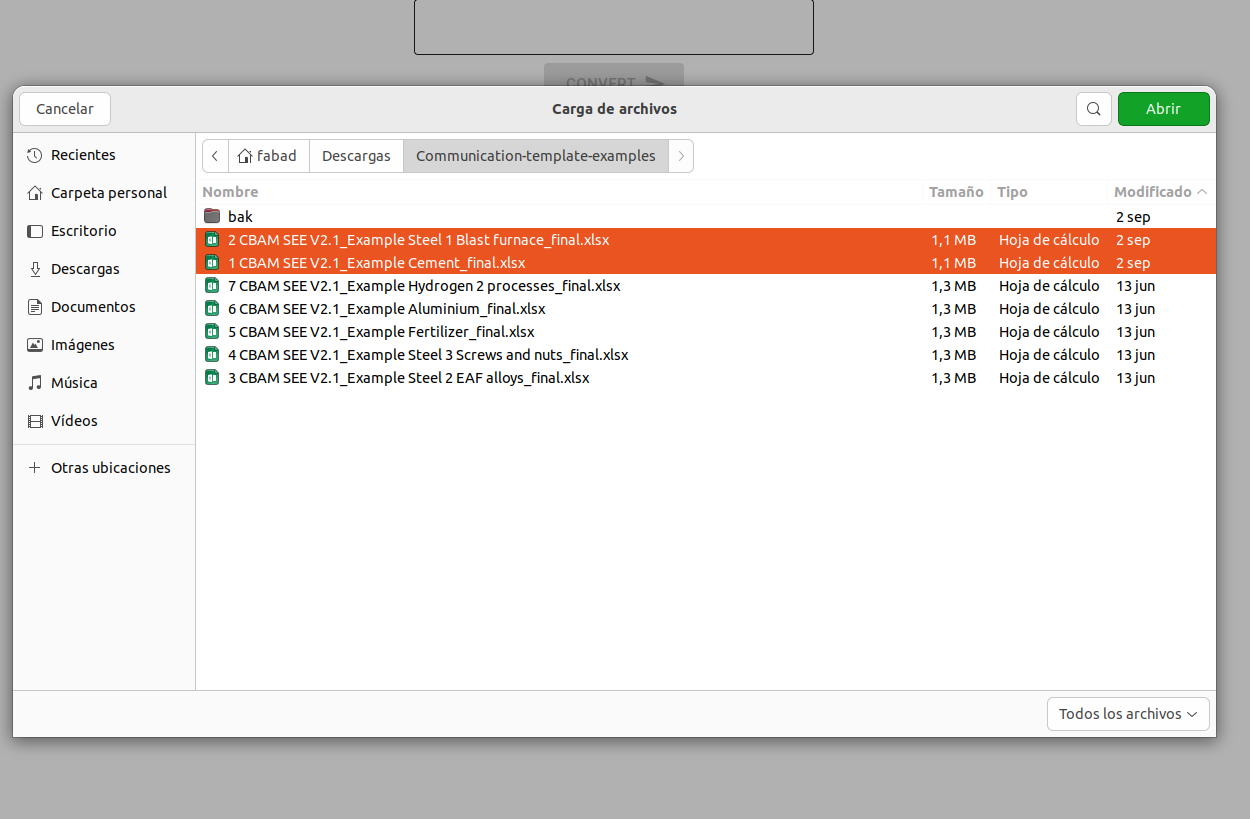 CONVERT
Cancelar Carga de archivos Abrir
Recientes
Carpeta personal
Escritorio
Descargas
Documentos
Imágenes
Música
Vídeos
Otras ubicaciones
fabad Descargas Communication-template-examples
Nombre Tamaño Tipo Modificado
bak 2 sep
2 CBAM SEE V2.1_Example Steel 1 Blast furnace_final.xlsx 1,1 MB Hoja de cálculo 2 sep
1 CBAM SEE V2.1_Example Cement_final.xlsx 1,1 MB Hoja de cálculo 2 sep
7 CBAM SEE V2.1_Example Hydrogen 2 processes_final.xlsx 1,3 MB Hoja de cálculo 13 jun
6 CBAM SEE V2.1_Example Aluminium_final.xlsx 1,3 MB Hoja de cálculo 13 jun
5 CBAM SEE V2.1_Example Fertilizer_final.xlsx 1,3 MB Hoja de cálculo 13 jun
4 CBAM SEE V2.1_Example Steel 3 Screws and nuts_final.xlsx 1,3 MB Hoja de cálculo 13 jun
3 CBAM SEE V2.1_Example Steel 2 EAF alloys_final.xlsx 1,3 MB Hoja de cálculo 13 jun
Todos los archivos